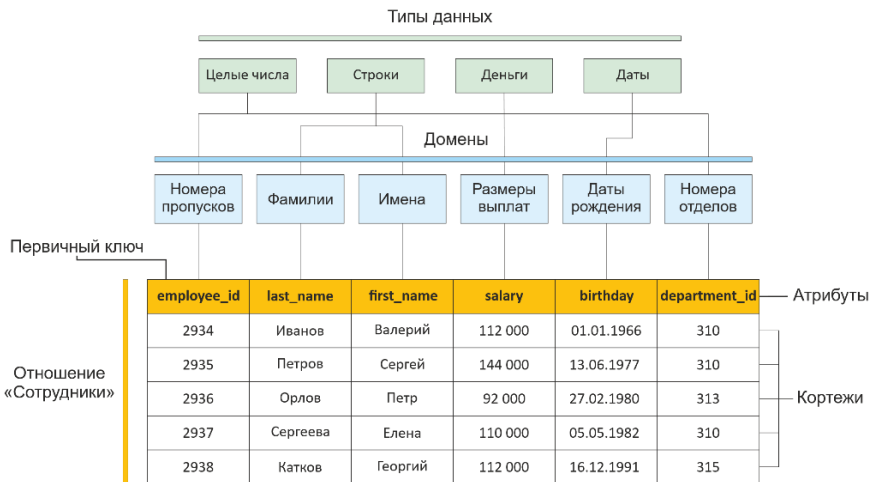 Типы данных
Целые числа Строки Деньги Даты
Домены
Номера пропусков Фамилии Имена Размеры выплат Даты рождения Номера отделов
Первичный ключ
employee_id last_name first_name salary birthday department_id Атрибуты
2934 Иванов Валерий 112 000 01.01.1966 310
2935 Петров Сергей 144 000 13.06.1977 310
Отношение «Сотрудники»
2936 Орлов Петр 92 000 27.02.1980 313 Кортежи
2937 Сергеева Елена 110 000 05.05.1982 310
2938 Катков Георгий 112 000 16.12.1991 315